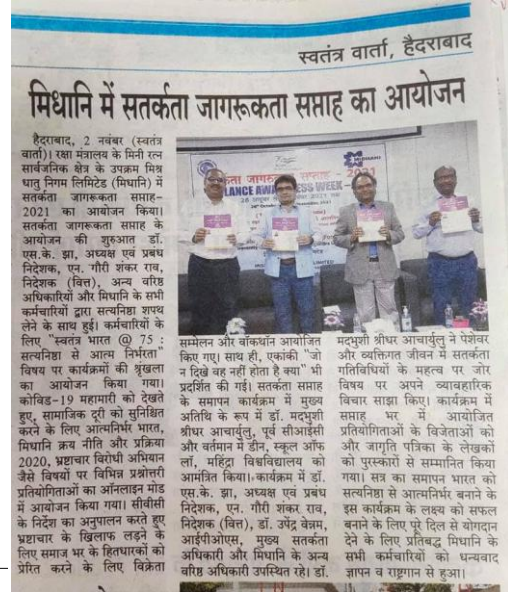 स्वतंत्र वार्ता, हैदराबाद
मिधानि में सतर्कता जागरूकता सप्ताह का आयोजन
हैदराबाद, 2 नवंबर (स्वतंत्र
वार्ता)। रक्षा मंत्रालय के मिनी रत्न
सार्वजनिक क्षेत्र के उपक्रम मिश्र
धातु निगम लिमिटेड (मिधानि) में
सतर्कता जागरूकता सप्ताह-
2021 का आयोजन किया।
सतर्कता जागरूकता सप्ताह के
आयोजन की शुरुआत डॉ.
एस.के. झा, अध्यक्ष एवं प्रबंध
निदेशक, एन. गौरी शंकर राव,
निदेशक (वित्त), अन्य वरिष्ठ
अधिकारियों और मिधानि के सभी
कर्मचारियों द्वारा सत्यनिष्ठा शपथ
लेने के साथ हुई। कर्मचारियों के
लिए "स्वतंत्र भारत @ 75 :
सत्यनिष्ठा से आत्म निर्भरता"
विषय पर कार्यक्रमों की श्रृंखला
का आयोजन किया गया।
कोविड-19 महामारी को देखते
हुए, सामाजिक दूरी को सुनिश्चित
करने के लिए आत्मनिर्भर भारत,
मिधानि क्रय नीति और प्रक्रिया
2020, भ्रष्टाचार विरोधी अभियान
जैसे विषयों पर विभिन्न प्रश्नोत्तरी
प्रतियोगिताओं का ऑनलाइन मोड
में आयोजन किया गया। सीवीसी
के निर्देश का अनुपालन करते हुए
भ्रष्टाचार के खिलाफ लड़ने के
लिए समाज भर के हितधारकों को
प्रेरित करने के लिए विक्रेता
सतर्कता जागरूकता सप्ताह - 2021
LANCE AWARENESS WEEK-
सम्मेलन और वॉकथॉन आयोजित
किए गए। साथ ही, एकांकी "जो
न दिखे वह नहीं होता है क्या" भी
प्रदर्शित की गई। सतर्कता सप्ताह
के समापन कार्यक्रम में मुख्य
अतिथि के रूप में डॉ. मदभुशी
श्रीधर आचार्युलु, पूर्व सीआईसी
और वर्तमान में डीन, स्कूल ऑफ
लॉ, महिंद्रा विश्वविद्यालय को
आमंत्रित किया। कार्यक्रम में डॉ.
एस.के. झा, अध्यक्ष एवं प्रबंध
निदेशक, एन. गौरी शंकर राव,
निदेशक (वित्त), डॉ. उपेंद्र वेन्नम,
आईपीओएस, मुख्य सतर्कता
अधिकारी और मिधानि के अन्य
वरिष्ठ अधिकारी उपस्थित रहे। डॉ.
मदभुशी श्रीधर आचार्युलु ने पेशेवर
और व्यक्तिगत जीवन में सतर्कता
गतिविधियों के महत्व पर जोर
विषय पर अपने व्यावहारिक
विचार साझा किए। कार्यक्रम में
सप्ताह भर में आयोजित
प्रतियोगिताओं के विजेताओं को
और जागृति पत्रिका के लेखकों
को पुरस्कारों से सम्मानित किया
गया। सत्र का समापन भारत को
सत्यनिष्ठा से आत्मनिर्भर बनाने के
इस कार्यक्रम के लक्ष्य को सफल
बनाने के लिए पूरे दिल से योगदान
देने के लिए प्रतिबद्ध मिधानि के
सभी कर्मचारियों को धन्यवाद
ज्ञापन व राष्ट्रगान से हुआ।